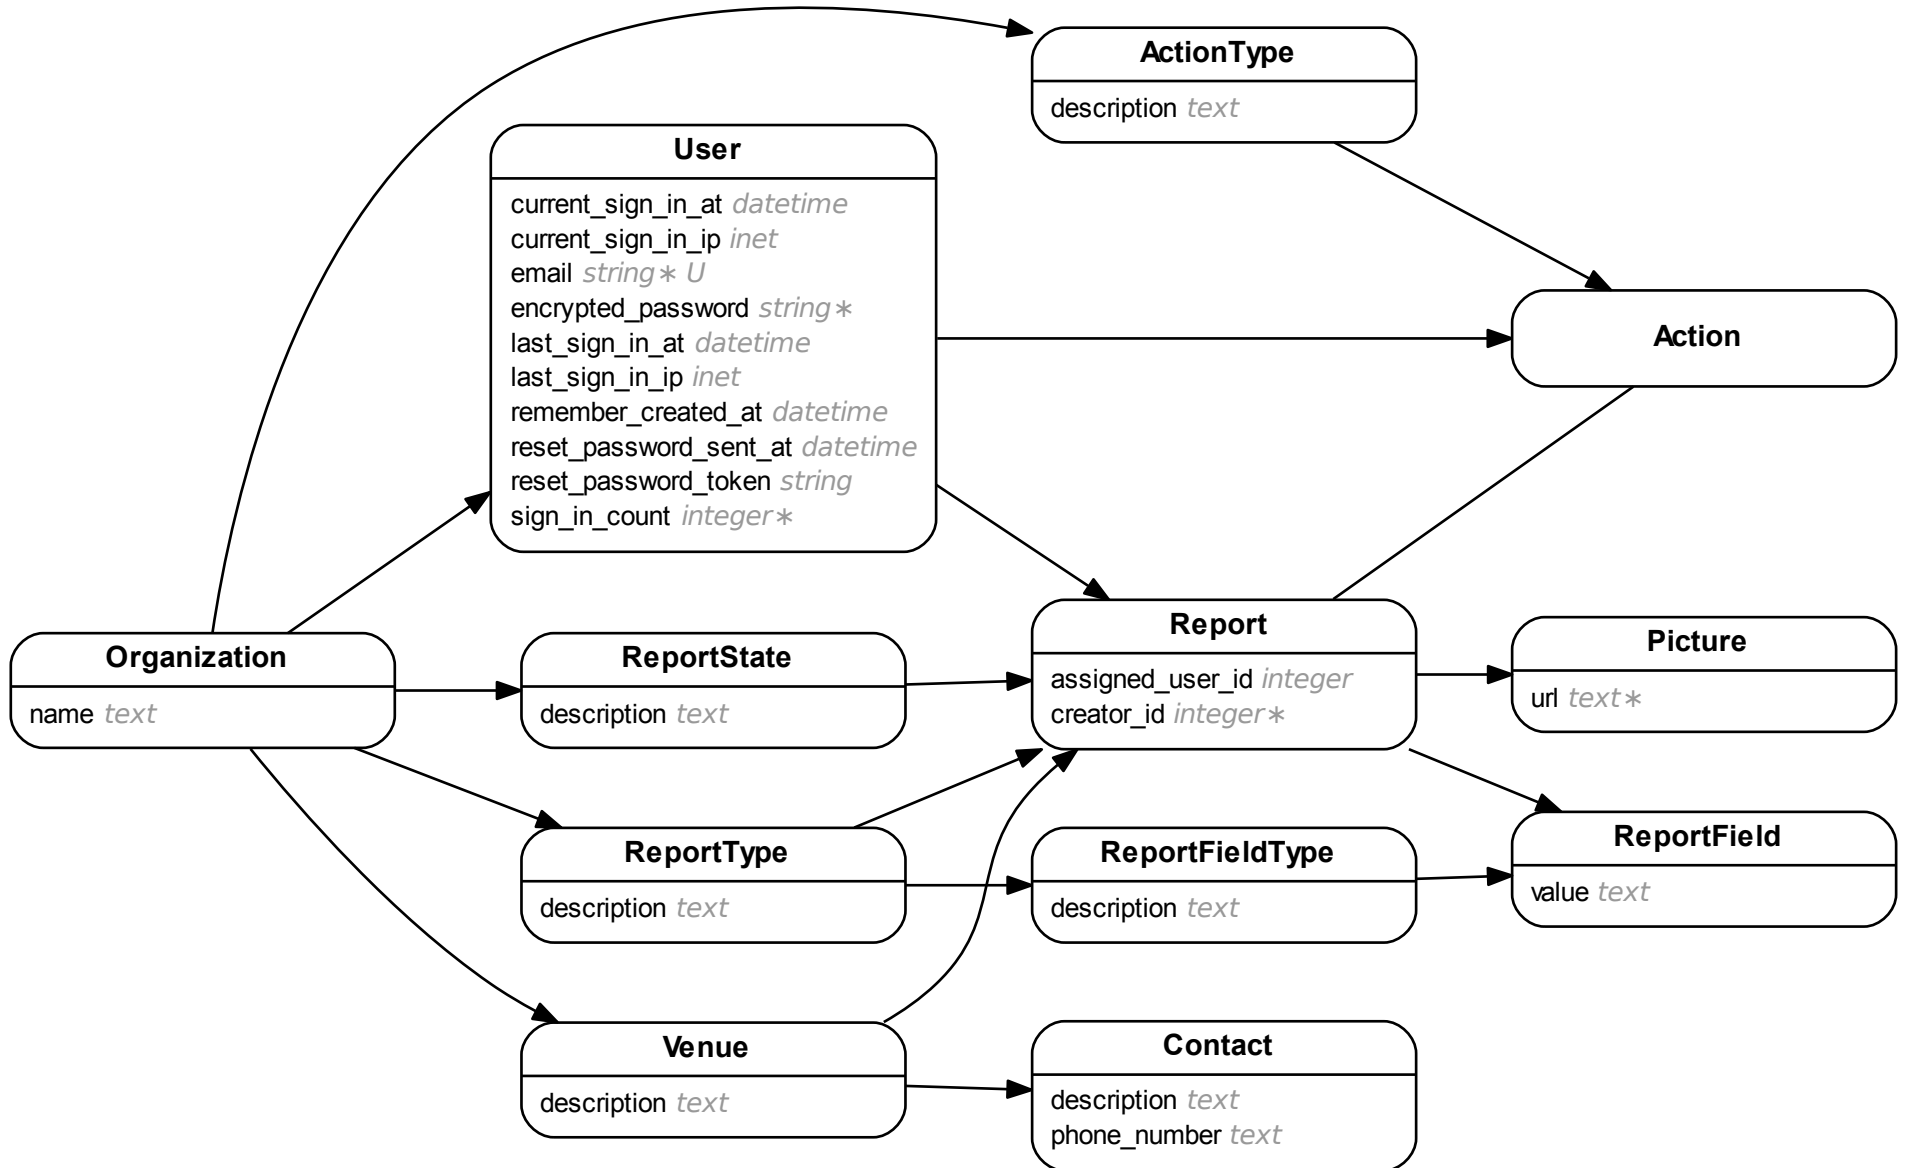 ActionType
description text
User
current_sign_in_at datetime
current_sign_in_ip inet
email string∗ U
encrypted_password string∗
last_sign_in_at datetime
last_sign_in_ip inet
remember_created_at datetime
reset_password_sent_at datetime
reset_password_token string
sign_in_count integer∗
Action
Organization
name text
ReportState
description text
Report
assigned_user_id integer
creator_id integer∗
Picture
url text∗
ReportType
description text
ReportFieldType
description text
ReportField
value text
Venue
description text
Contact
description text
phone_number text